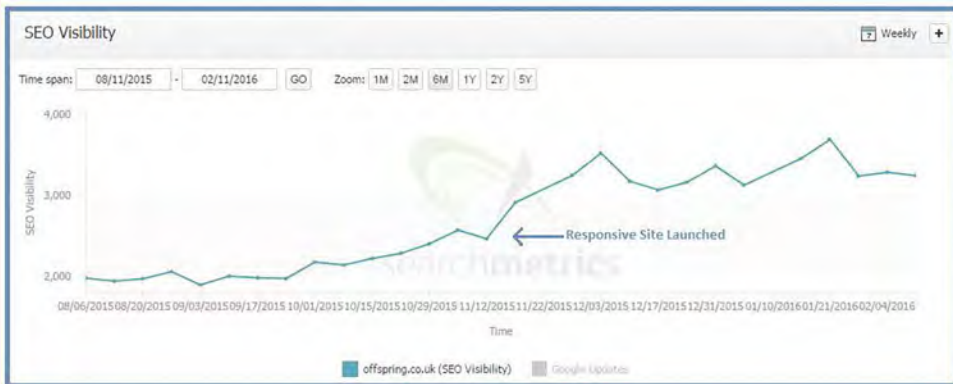 SEO Visibility
Weekly +
Time span: 08/11/2015 - 02/11/2016 GO Zoom: 1M 2M 6M 1Y 2Y 5Y
4,000
3,000
2,000
SEO Visibility
Responsive Site Launched
searchmetrics
08/06/2015 08/20/2015 09/03/2015 09/17/2015 10/01/2015 10/15/2015 10/29/2015 11/12/2015 11/22/2015 12/03/2015 12/17/2015 12/31/2015 01/10/2016 01/21/2016 02/04/2016
Time
offspring.co.uk (SEO Visibility) Google Updates